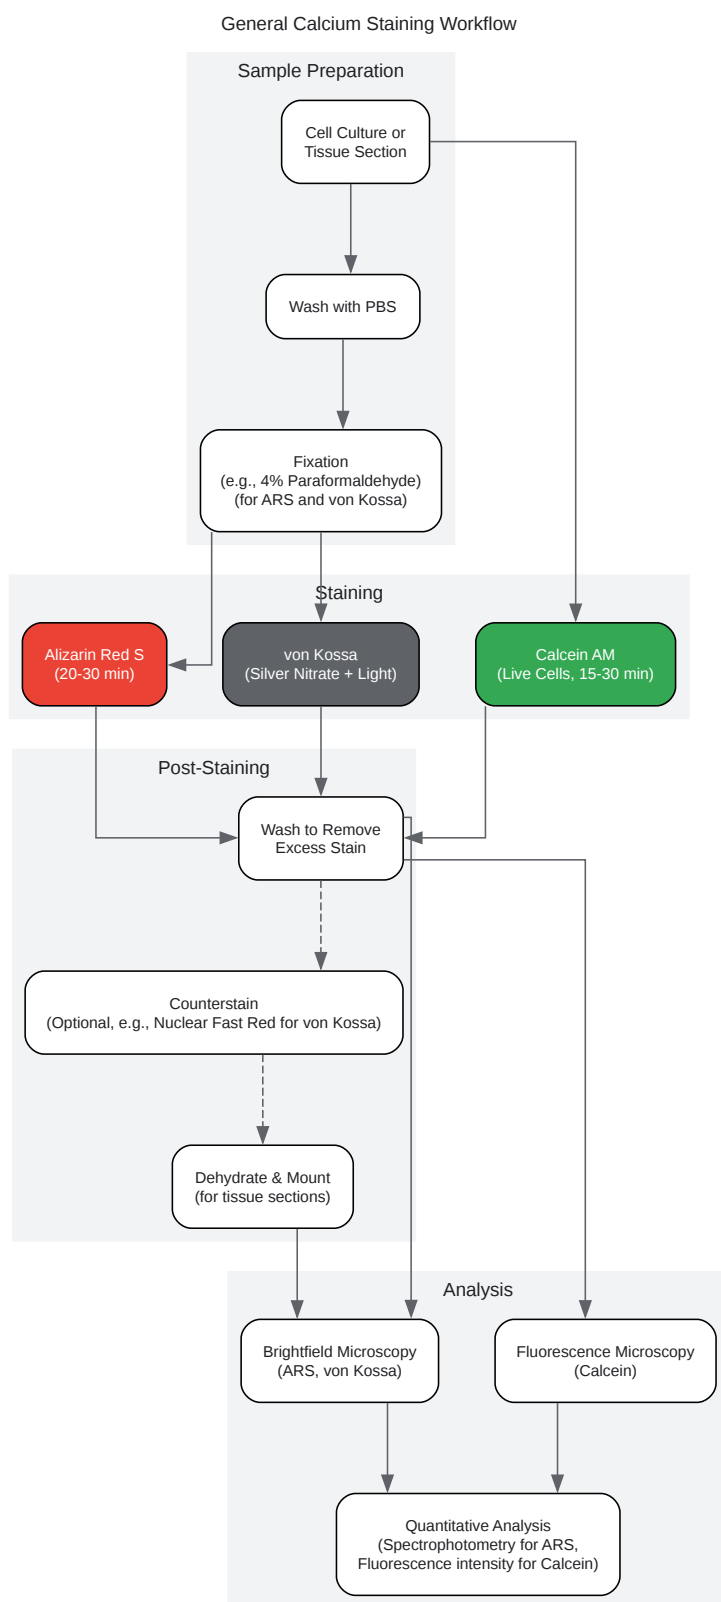 General Calcium Staining Workflow
Sample Preparation
Cell Culture or
Tissue Section
Wash with PBS
Fixation
(e.g., 4% Paraformaldehyde)
(for ARS and von Kossa)
Staining
Alizarin Red S
(20-30 min)
von Kossa
(Silver Nitrate + Light)
Calcein AM
(Live Cells, 15-30 min)
Post-Staining
Wash to Remove
Excess Stain
Counterstain
(Optional, e.g., Nuclear Fast Red for von Kossa)
Dehydrate & Mount
(for tissue sections)
Analysis
Brightfield Microscopy
(ARS, von Kossa)
Fluorescence Microscopy
(Calcein)
Quantitative Analysis
(Spectrophotometry for ARS,
Fluorescence intensity for Calcein)